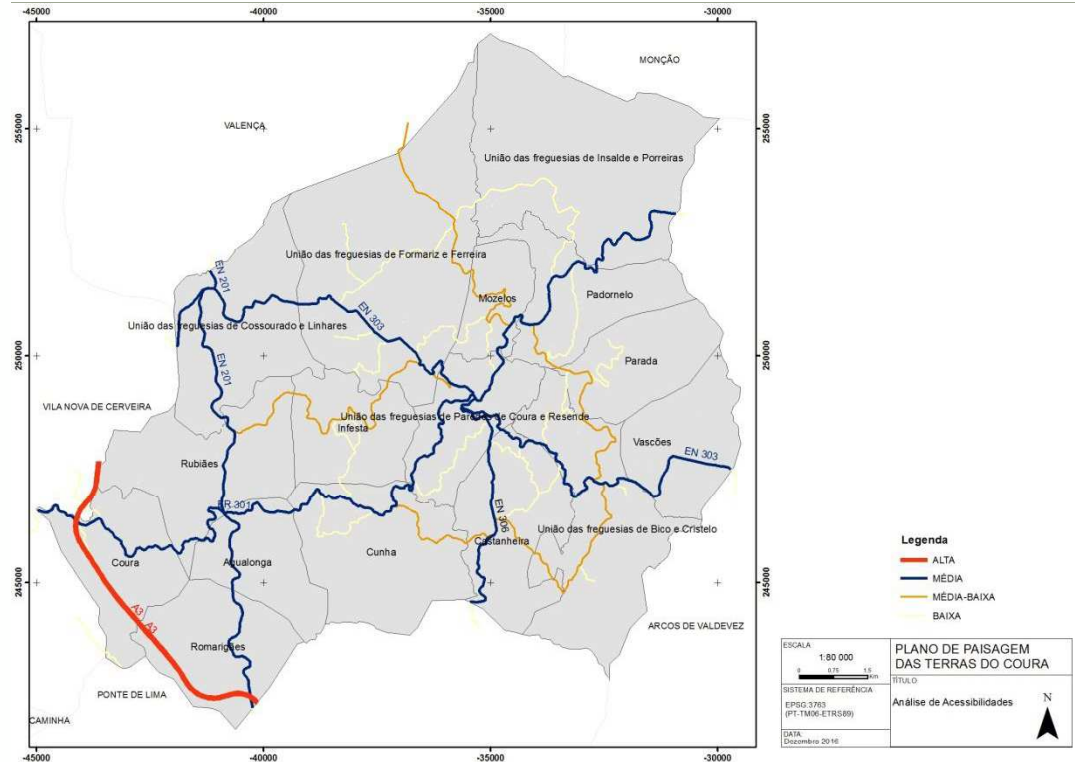 -45000
-40000
-35000
-30000
MONÇÃO
VALENÇA
255000
255000
União das freguesias de Insalde e Porreiras
União das freguesias de Formariz e Ferreira
EN 201
Mozelos
Padornelo
EN 303
União das freguesias de Cossourado e Linhares
250000
250000
EN 201
Parada
VILA NOVA DE CERVEIRA
União das freguesias de Paredes de Coura e Resende
Infesta
Vascões
EN 303
Rubiães
ER 301
EN 306
União das freguesias de Bico e Cristelo
Castanheira
Cunha
Coura
Agualonga
245000
245000
A3
A3
Romarigães
ARCOS DE VALDEVEZ
PONTE DE LIMA
CAMINHA
-45000
-40000
-35000
-30000
Legenda
ALTA
MÉDIA
MÉDIA-BAIXA
BAIXA
ESCALA
1:80 000
0 0,75 1,5
Km
SISTEMA DE REFERÊNCIA
EPSG:3763
(PT-TM06-ETRS89)
DATA:
Dezembro 2016
PLANO DE PAISAGEM
DAS TERRAS DO COURA
TÍTULO
Análise de Acessibilidades
N